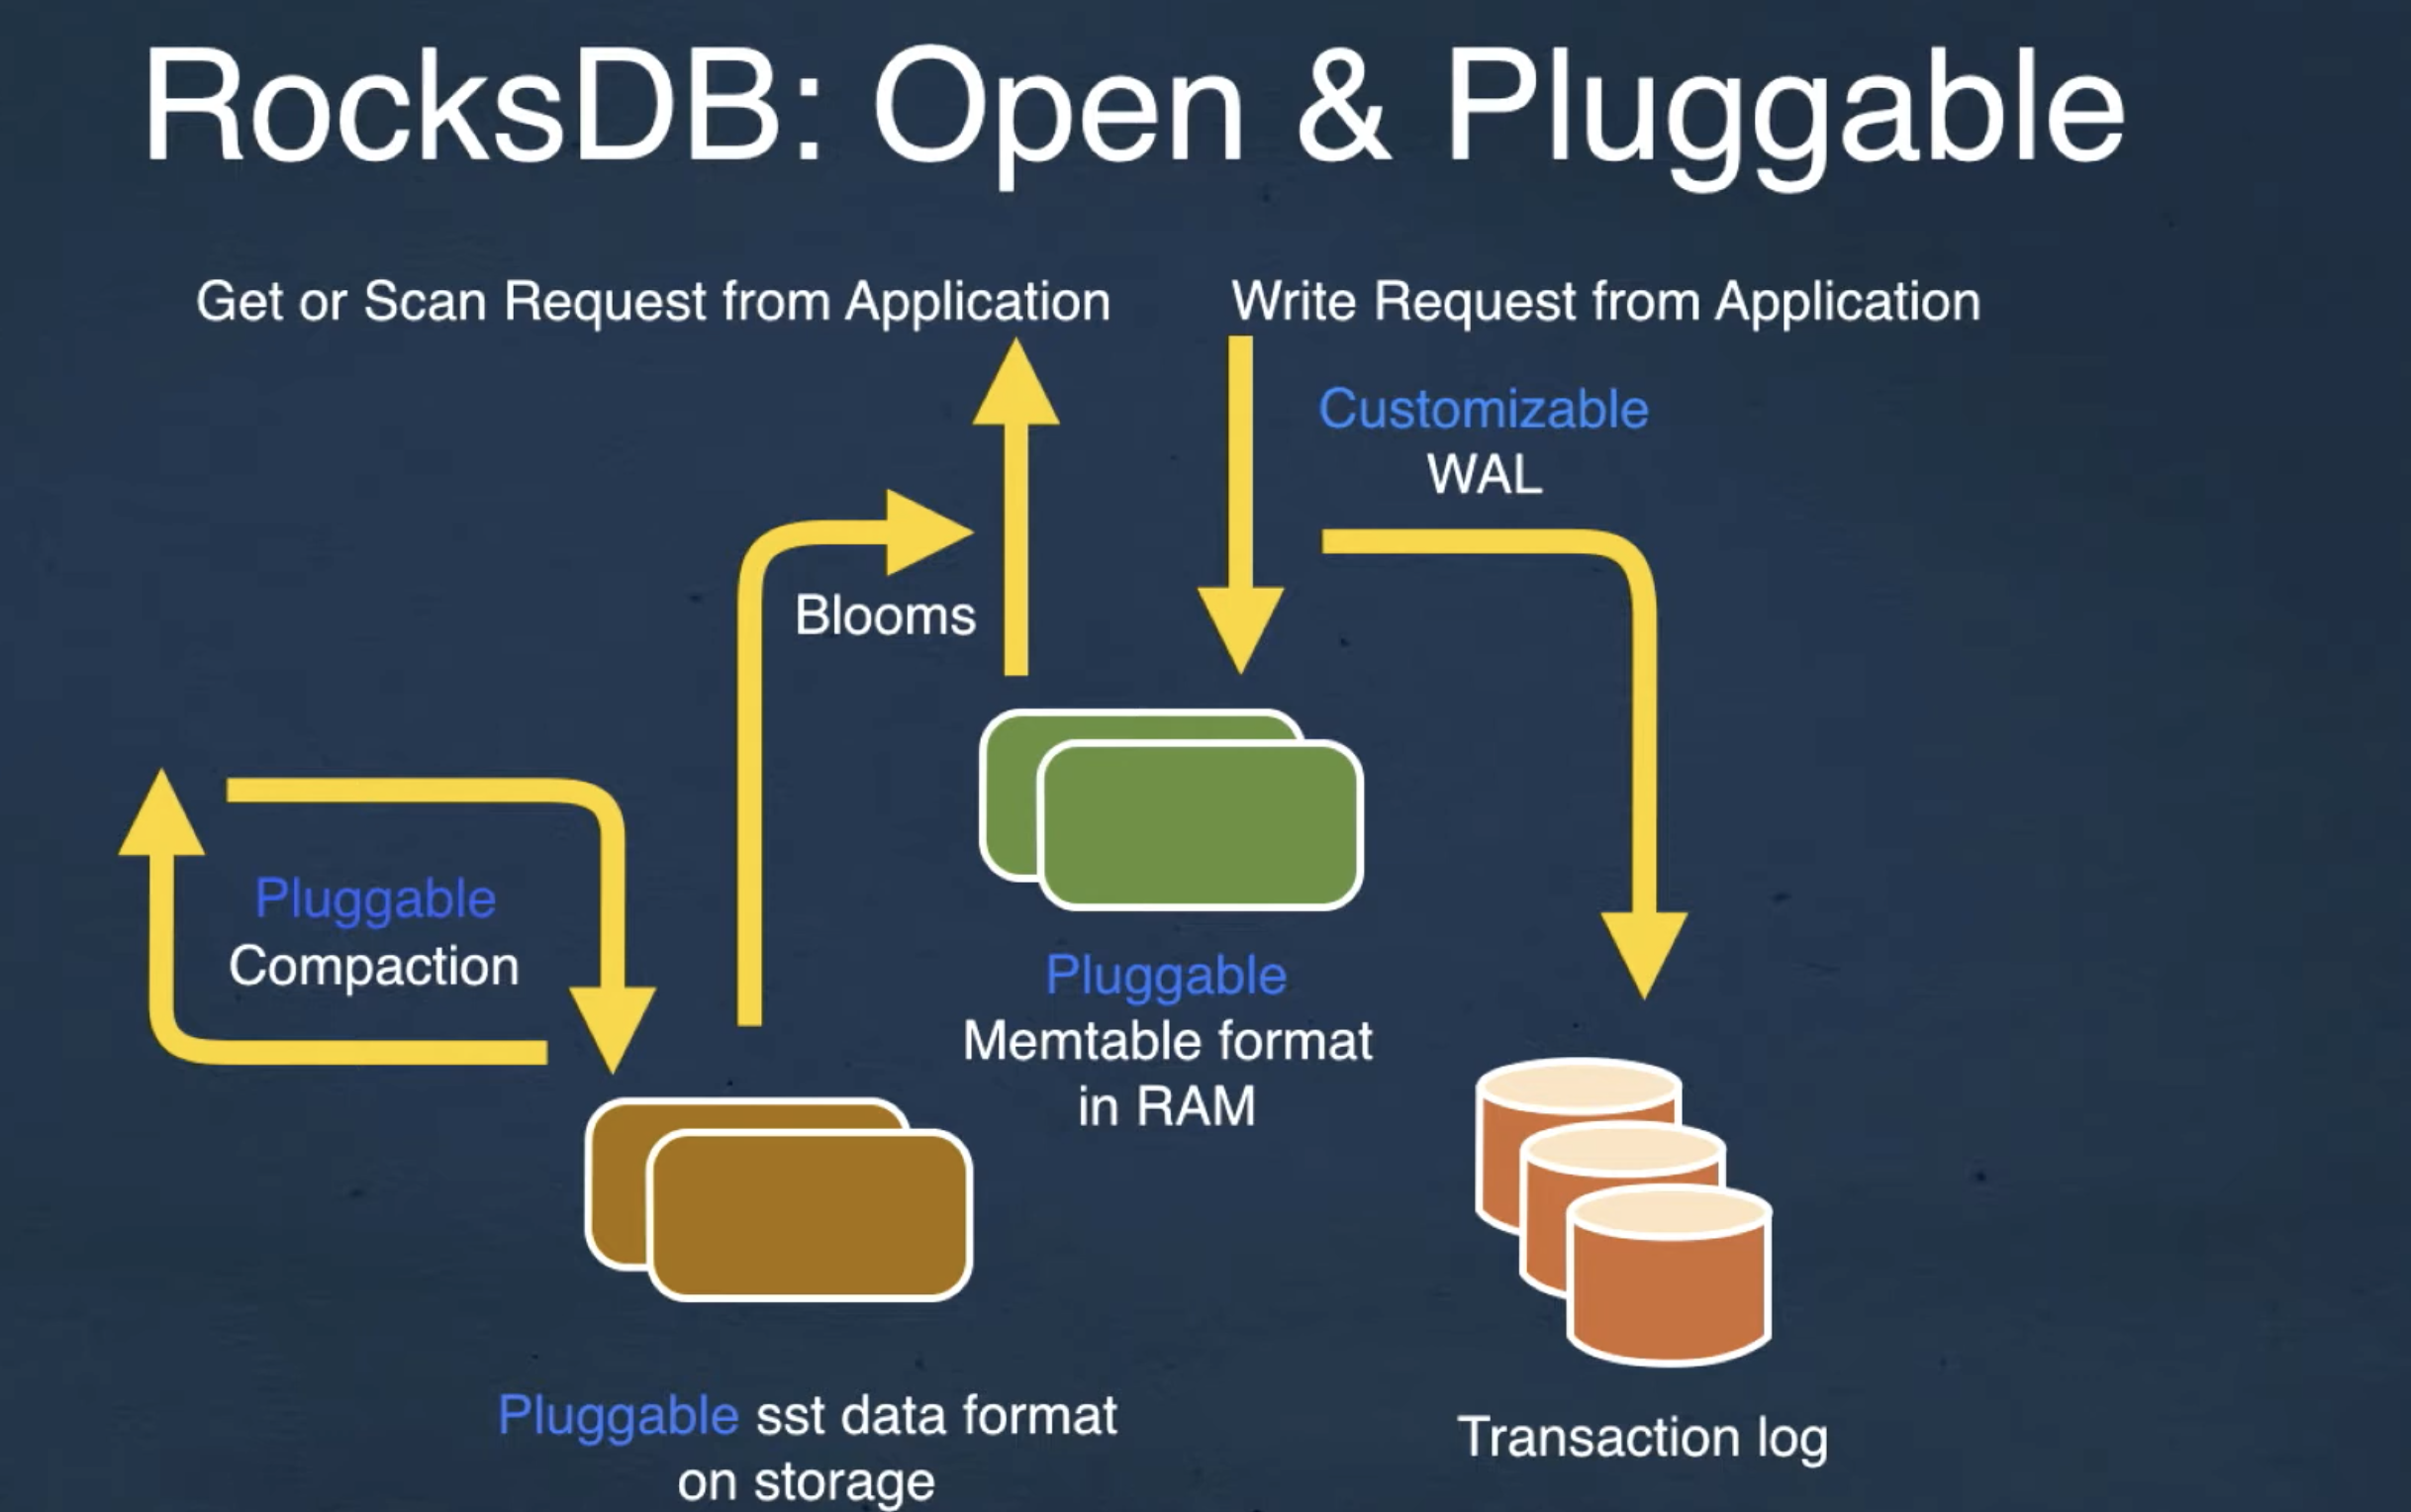 RocksDB: Open & Pluggable
Get or Scan Request from Application
Write Request from Application
Customizable
WAL
Blooms
Pluggable
Compaction
Pluggable
Memtable format
in RAM
Pluggable sst data format
on storage
Transaction log